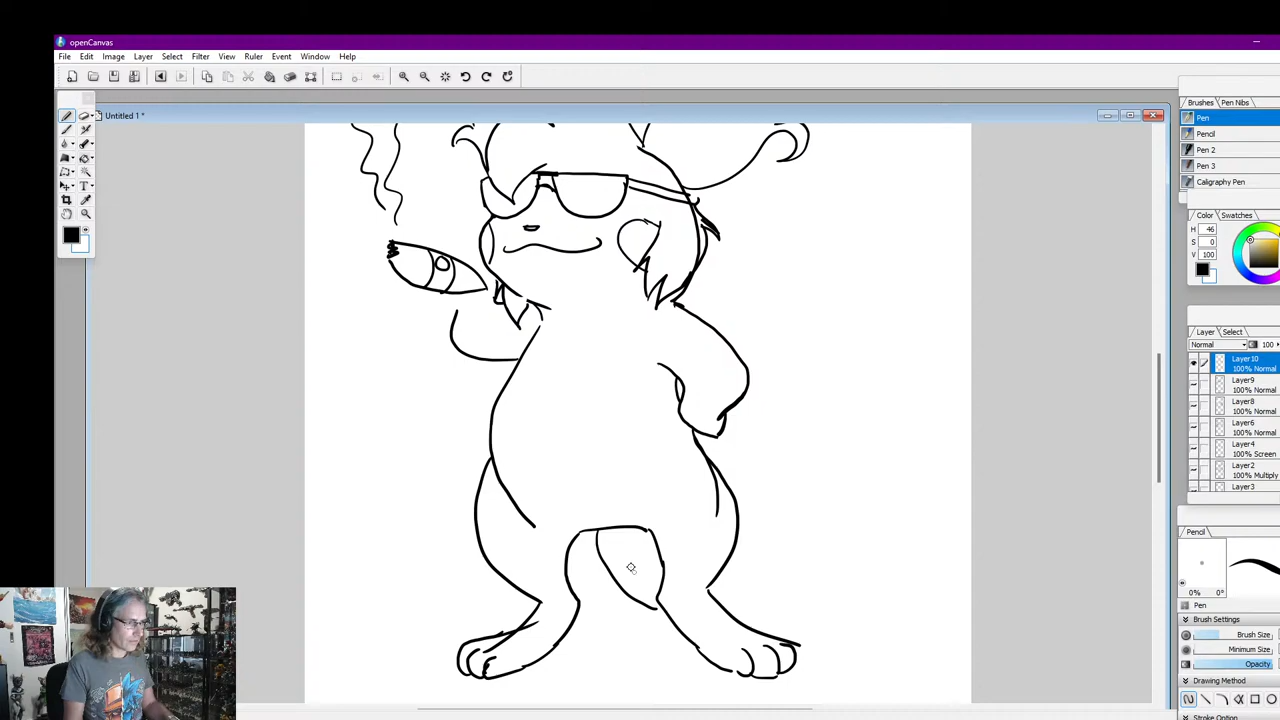 openCanvas
File Edit Image Layer Select Filter View Ruler Event Window Help
Untitled 1 *
Brushes Pen Nibs
Pen
Pencil
Pen 2
Pen 3
Caligraphy Pen
Color Swatches
H 46
S 0
V 100
Layer Select
Normal 100
Layer10
100% Normal
Layer9
100% Normal
Layer8
100% Normal
Layer6
100% Normal
Layer4
100% Screen
Layer2
100% Multiply
Layer3
Pencil
0% 0°
Pen
Brush Settings
Brush Size
Minimum Size
Opacity
Drawing Method
Stroke Option